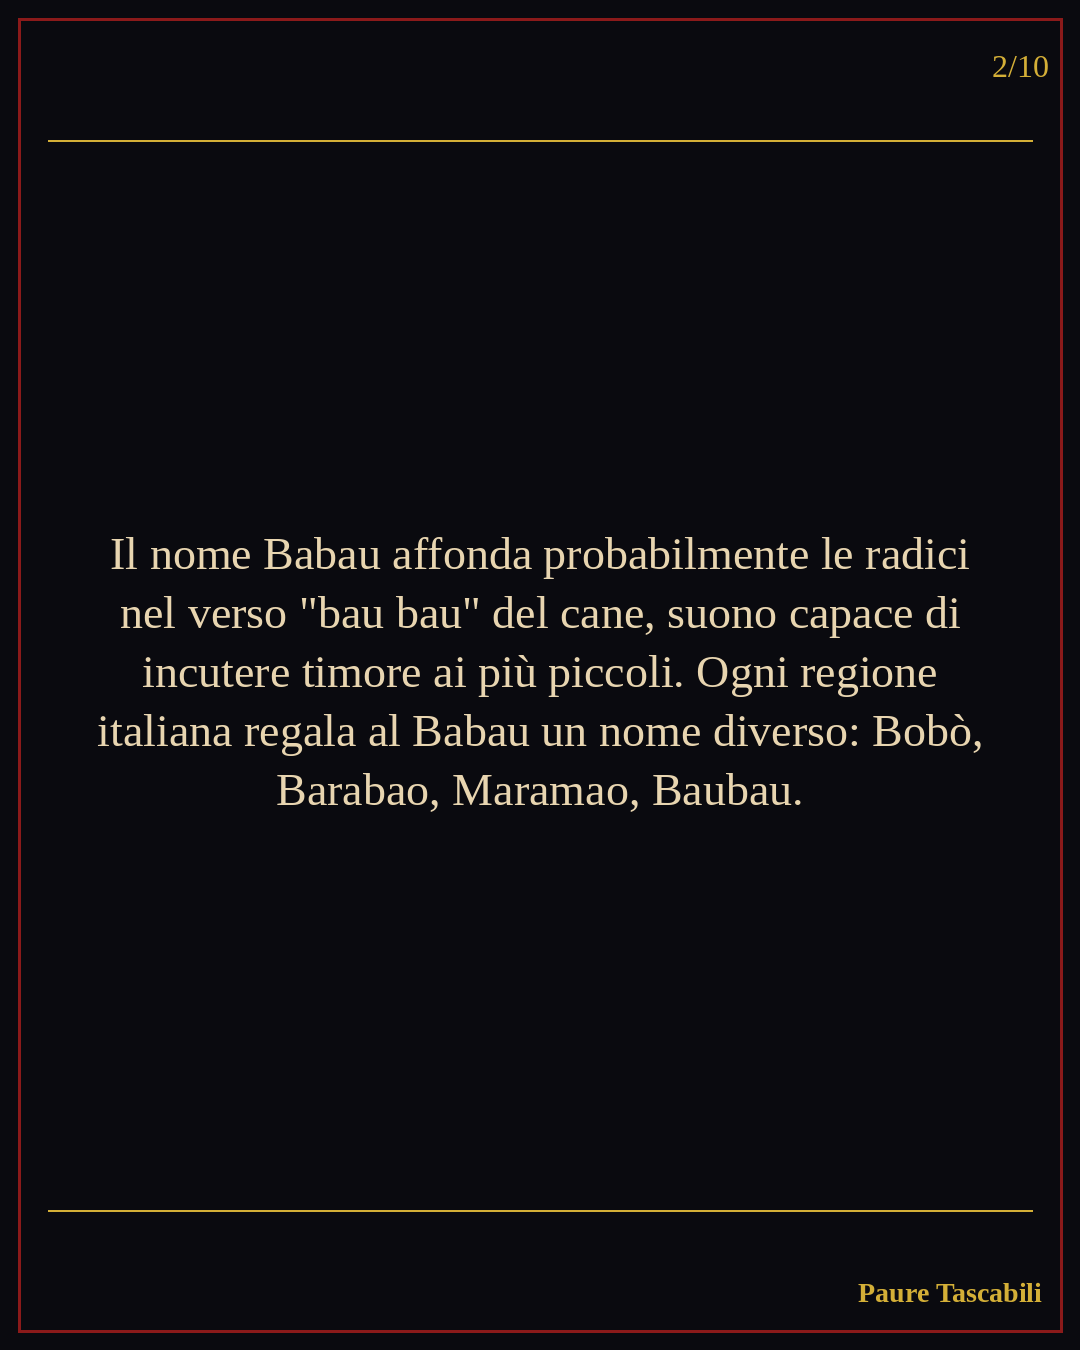 2/10
Il nome Babau affonda probabilmente le radici
nel verso "bau bau" del cane, suono capace di
incutere timore ai più piccoli. Ogni regione
italiana regala al Babau un nome diverso: Bobò,
Barabao, Maramao, Baubau.
Paure Tascabili